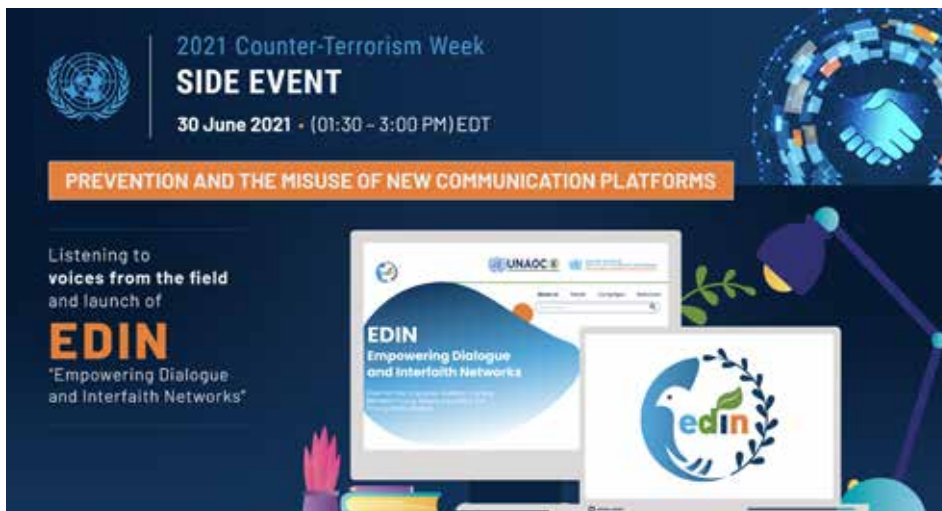 2021 Counter-Terrorism Week
SIDE EVENT
30 June 2021 • (01:30 – 3:00 PM) EDT
PREVENTION AND THE MISUSE OF NEW COMMUNICATION PLATFORMS
Listening to
voices from the field
and launch of
EDIN
"Empowering Dialogue
and Interfaith Networks"
UNAOC
EDIN
Empowering Dialogue
and Interfaith Networks
edin